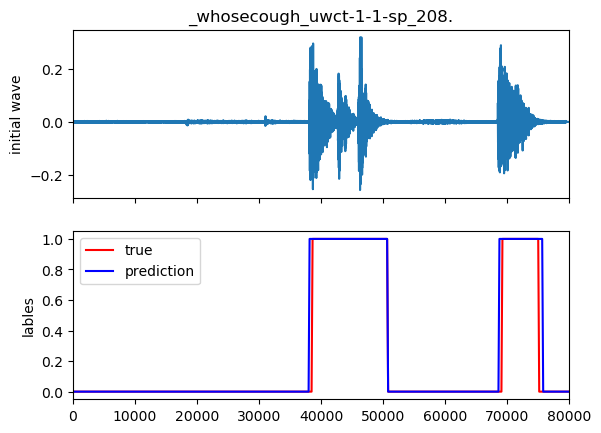 _whosecough_uwct-1-1-sp_208.
initial wave
0.2
0.0
−0.2
lables
1.0
0.8
0.6
0.4
0.2
0.0
true
prediction
0 10000 20000 30000 40000 50000 60000 70000 80000